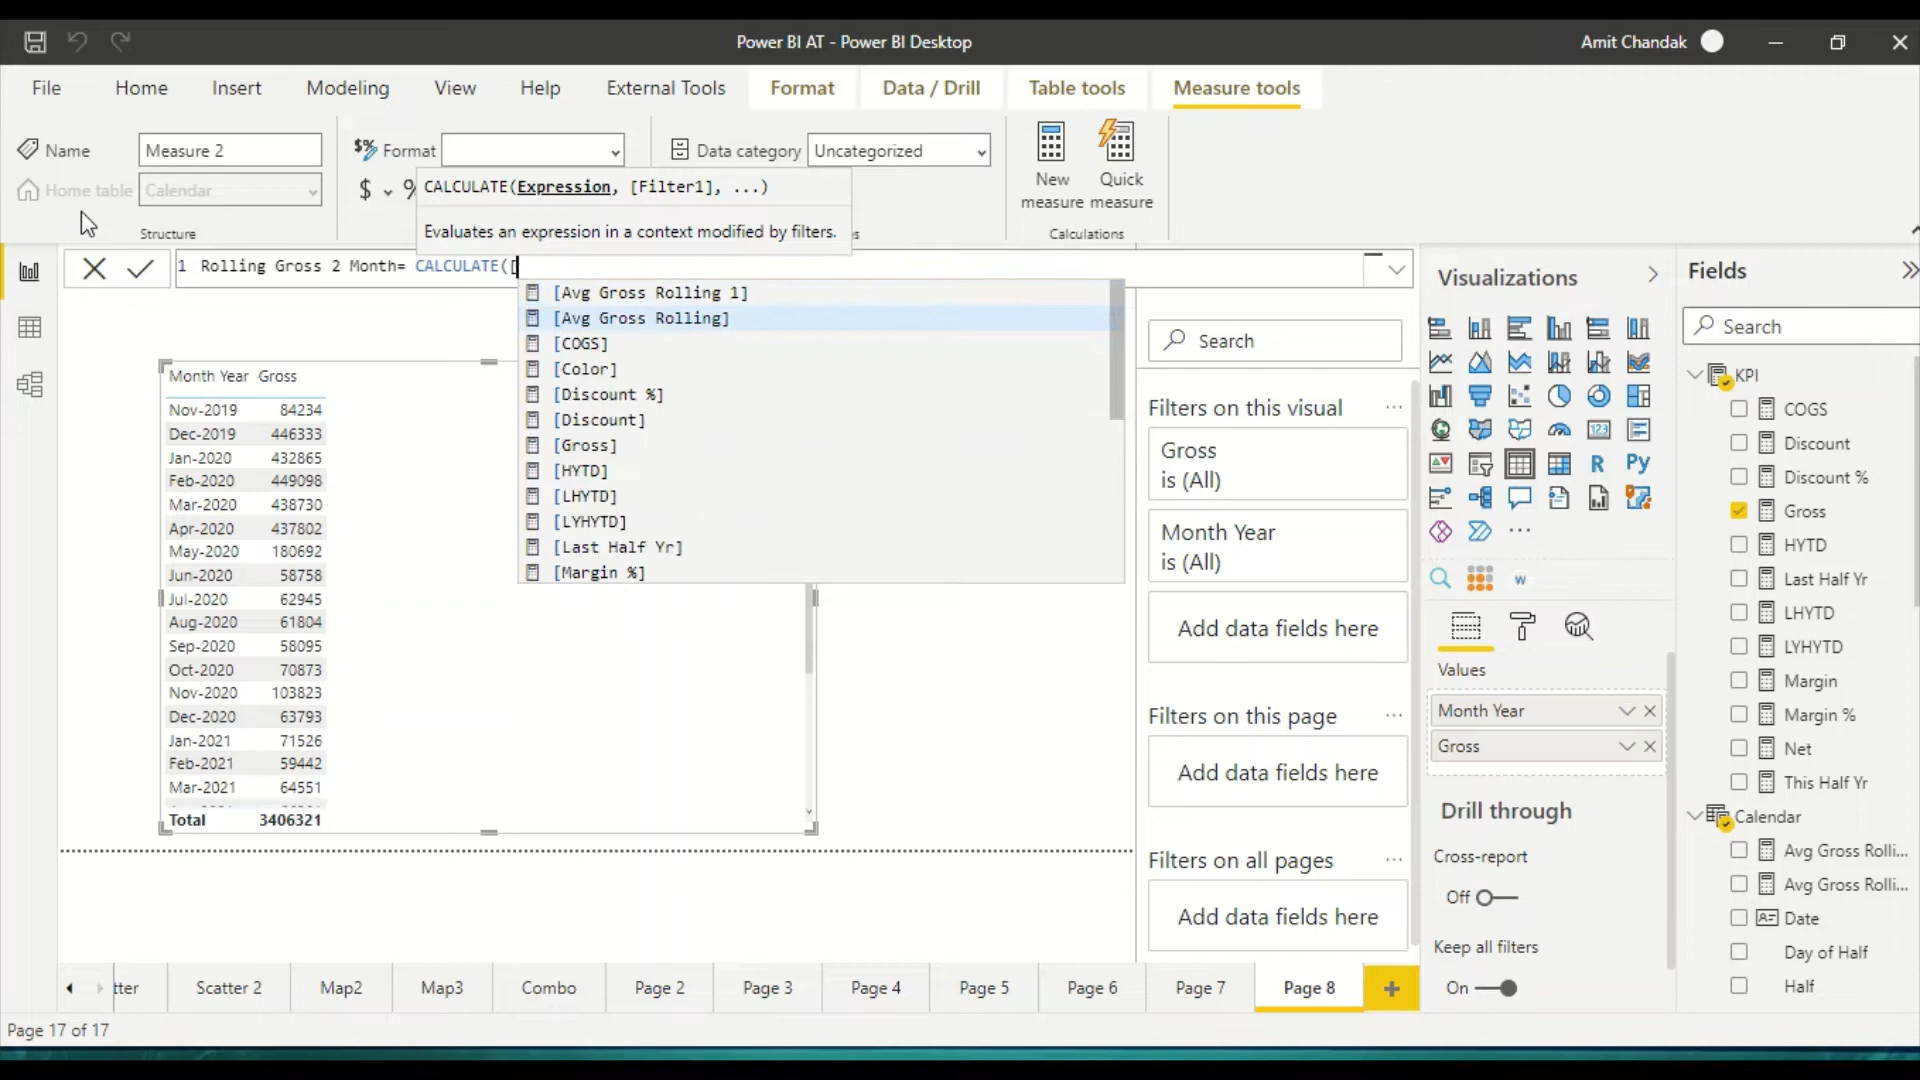 Power BI AT - Power BI Desktop
Amit Chandak
File Home Insert Modeling View Help External Tools Format Data / Drill Table tools Measure tools
Name Measure 2
Home table Calendar
Structure
Format
$ %
Data category Uncategorized
New measure
Quick measure
Calculations
CALCULATE(Expression, [Filter1], ...)
Evaluates an expression in a context modified by filters.
1 Rolling Gross 2 Month= CALCULATE([
[Avg Gross Rolling 1]
[Avg Gross Rolling]
[COGS]
[Color]
[Discount %]
[Discount]
[Gross]
[HYTD]
[LHYTD]
[LYHYTD]
[Last Half Yr]
[Margin %]
Month Year Gross
Nov-2019 84234
Dec-2019 446333
Jan-2020 432865
Feb-2020 449098
Mar-2020 438730
Apr-2020 437802
May-2020 180692
Jun-2020 58758
Jul-2020 62945
Aug-2020 61804
Sep-2020 58095
Oct-2020 70873
Nov-2020 103823
Dec-2020 63793
Jan-2021 71526
Feb-2021 59442
Mar-2021 64551
Total 3406321
Search
Filters on this visual ...
Gross
is (All)
Month Year
is (All)
Add data fields here
Filters on this page ...
Add data fields here
Filters on all pages ...
Add data fields here
Visualizations
R Py
...
W
Values
Month Year
Gross
Drill through
Cross-report
Off
Keep all filters
On
Fields
Search
KPI
COGS
Discount
Discount %
Gross
HYTD
Last Half Yr
LHYTD
LYHYTD
Margin
Margin %
Net
This Half Yr
Calendar
Avg Gross Rolli...
Avg Gross Rolli...
Date
Day of Half
Half
tter Scatter 2 Map2 Map3 Combo Page 2 Page 3 Page 4 Page 5 Page 6 Page 7 Page 8 +
Page 17 of 17